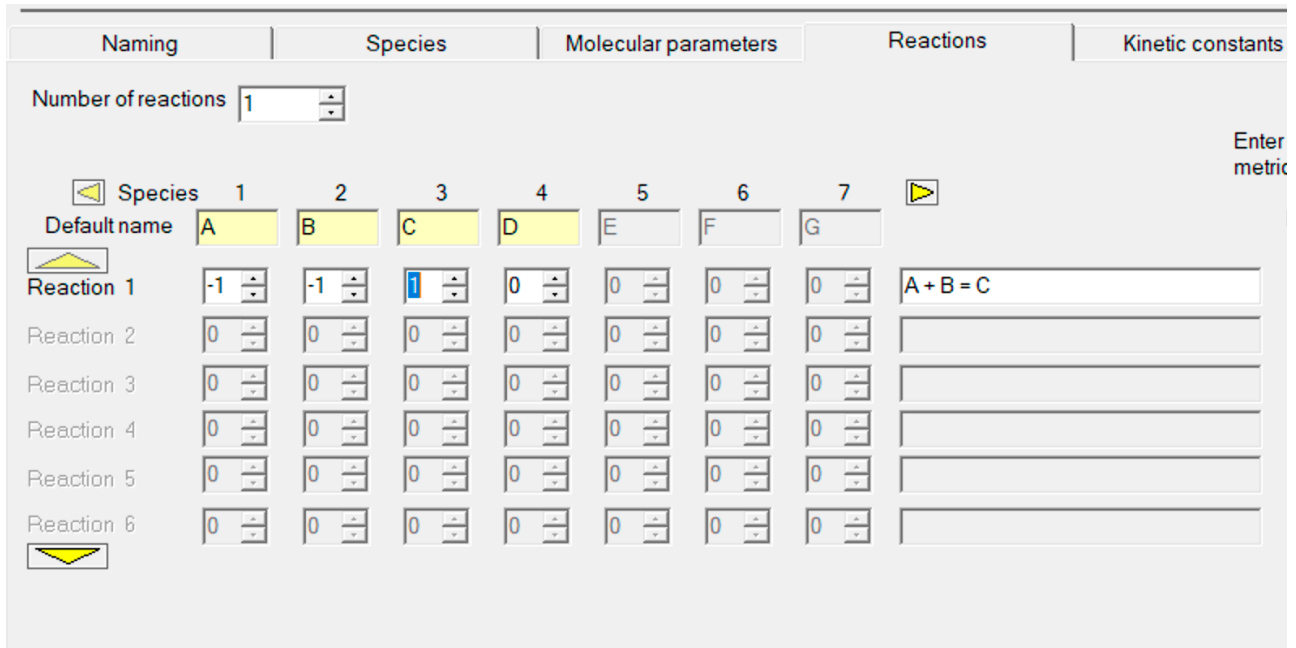 Naming Species Molecular parameters Reactions Kinetic constants
Number of reactions 1
Enter
metric
Species 1 2 3 4 5 6 7
Default name A B C D E F G
Reaction 1 -1 -1 1 0 0 0 0 A + B = C
Reaction 2 0 0 0 0 0 0 0
Reaction 3 0 0 0 0 0 0 0
Reaction 4 0 0 0 0 0 0 0
Reaction 5 0 0 0 0 0 0 0
Reaction 6 0 0 0 0 0 0 0